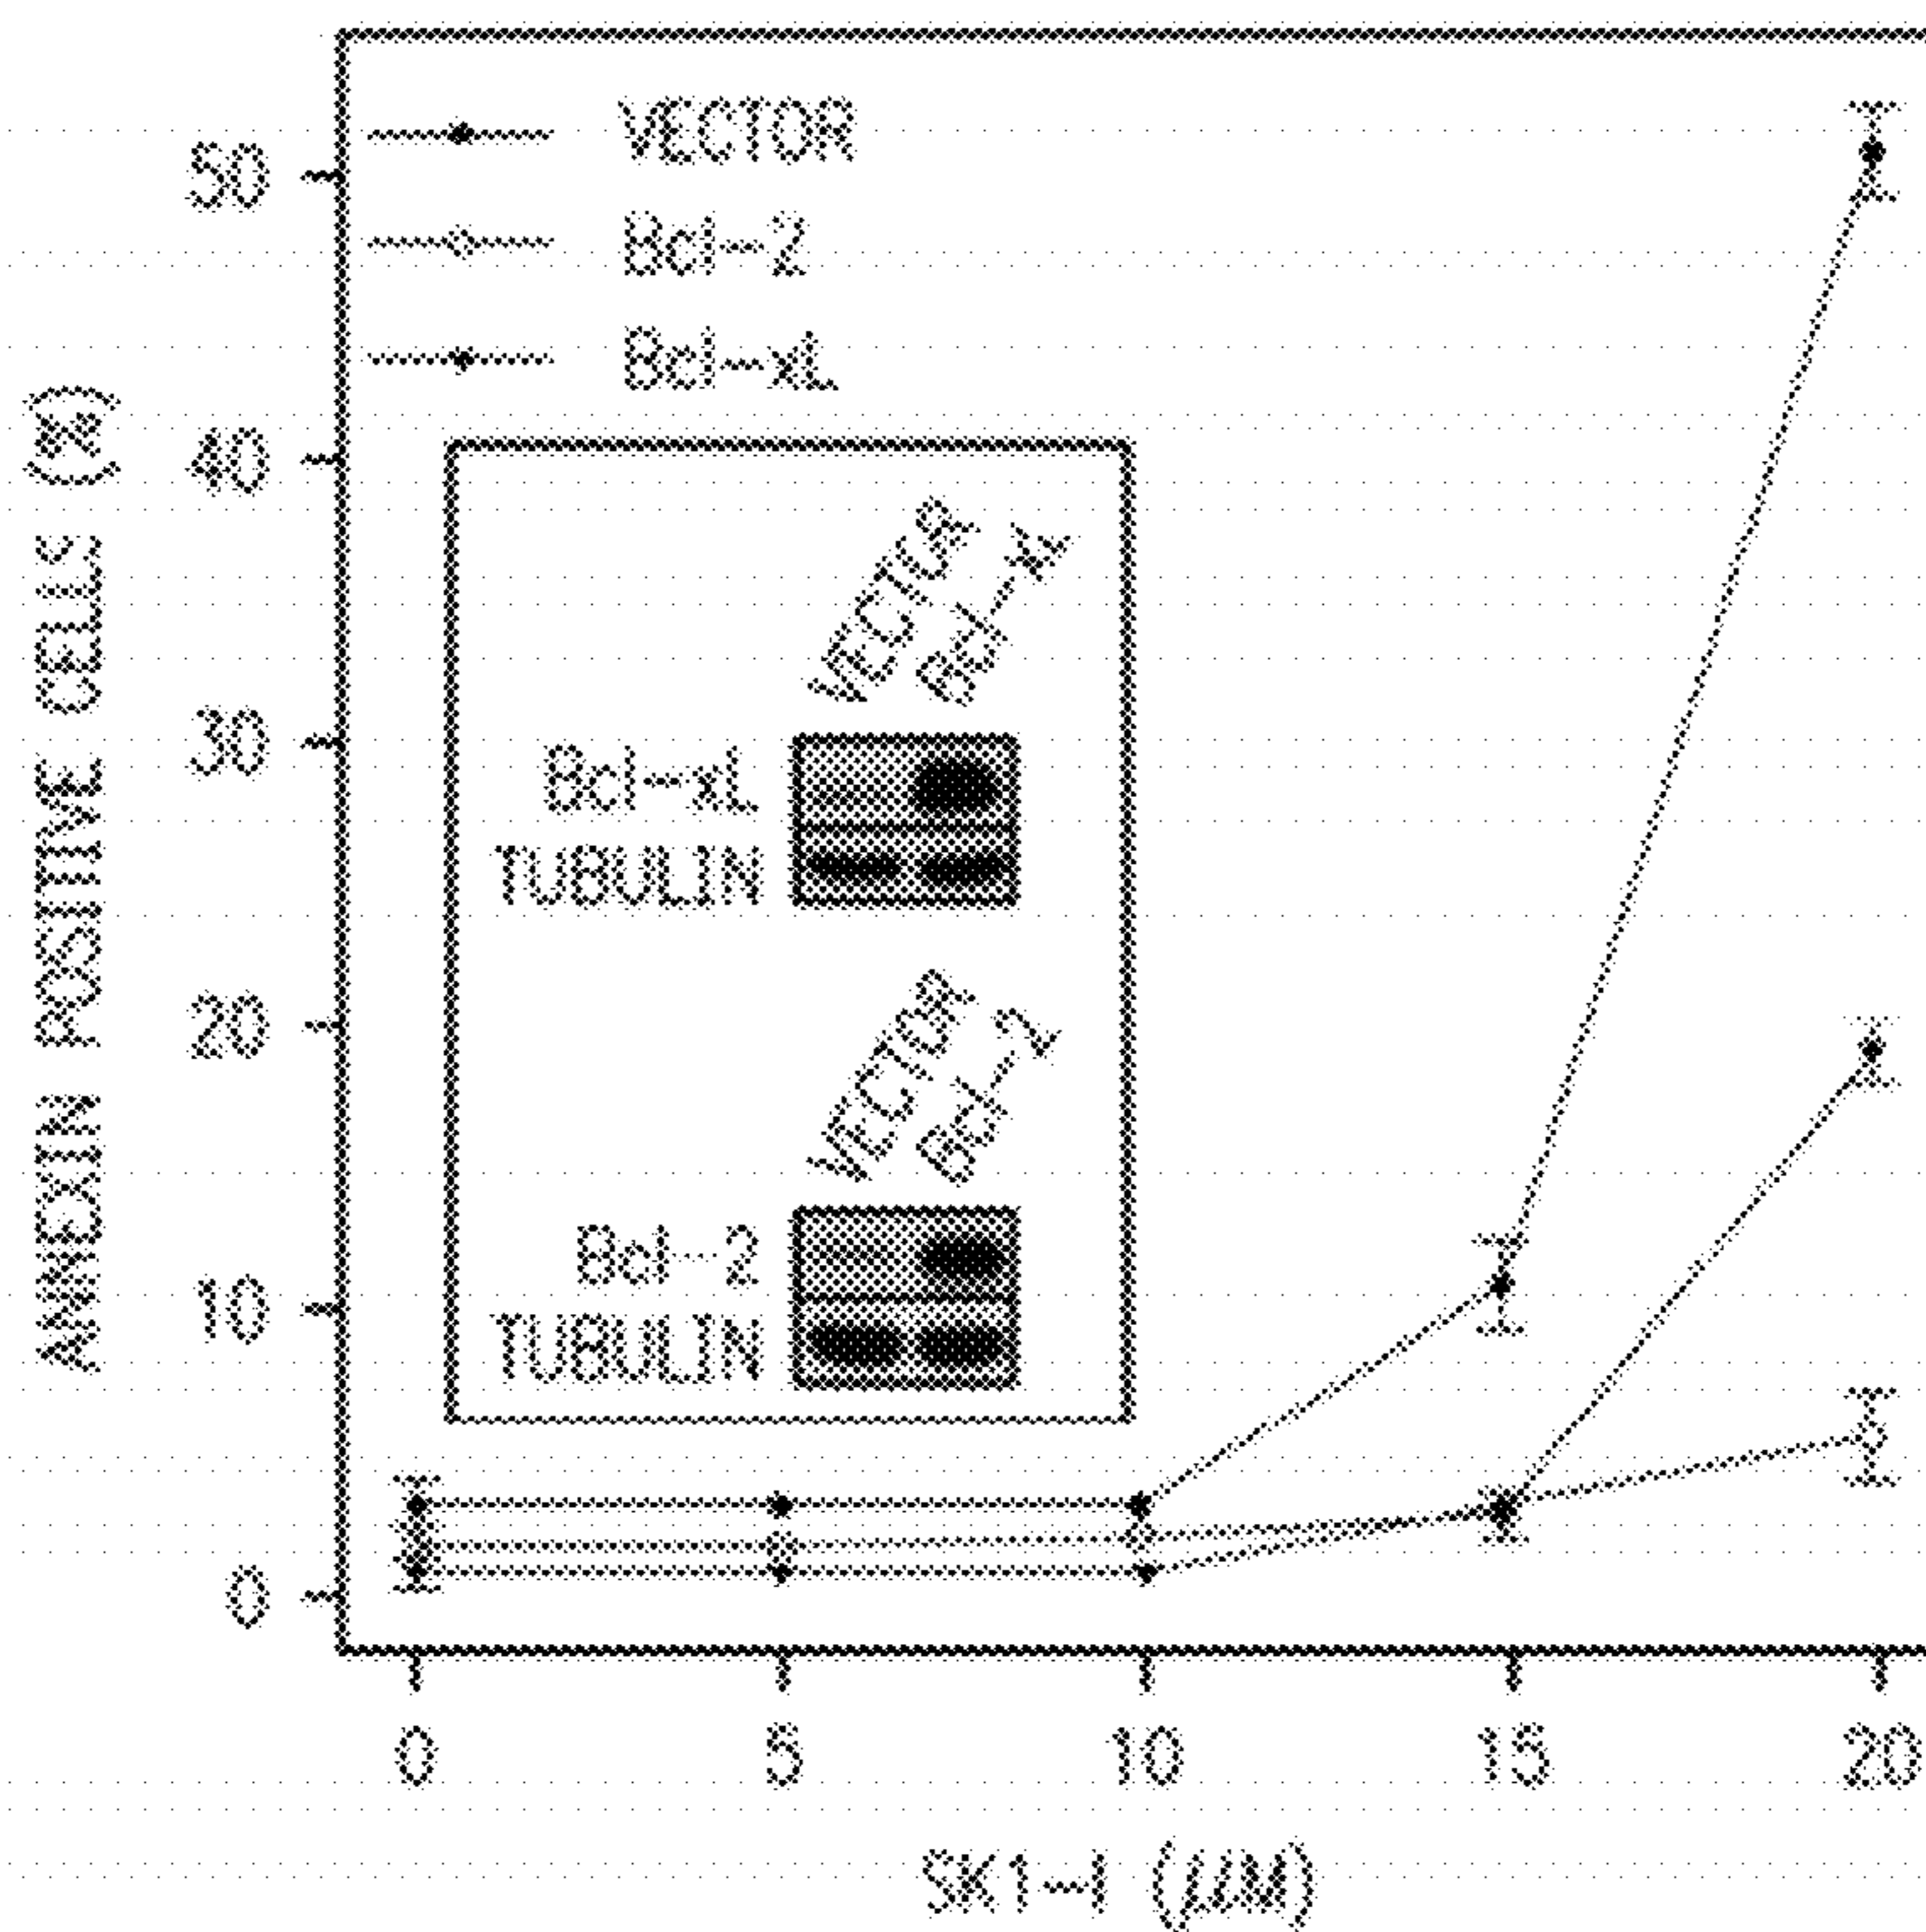 VECTOR
Bcl-2
Bcl-xL
ANNEXIN POSITIVE CELLS (%)
50
40
30
20
10
0
VECTOR
Bcl-xL
Bcl-xL
TUBULIN
VECTOR
Bcl-2
Bcl-2
TUBULIN
0 5 10 15 20
SK1-I (μM)